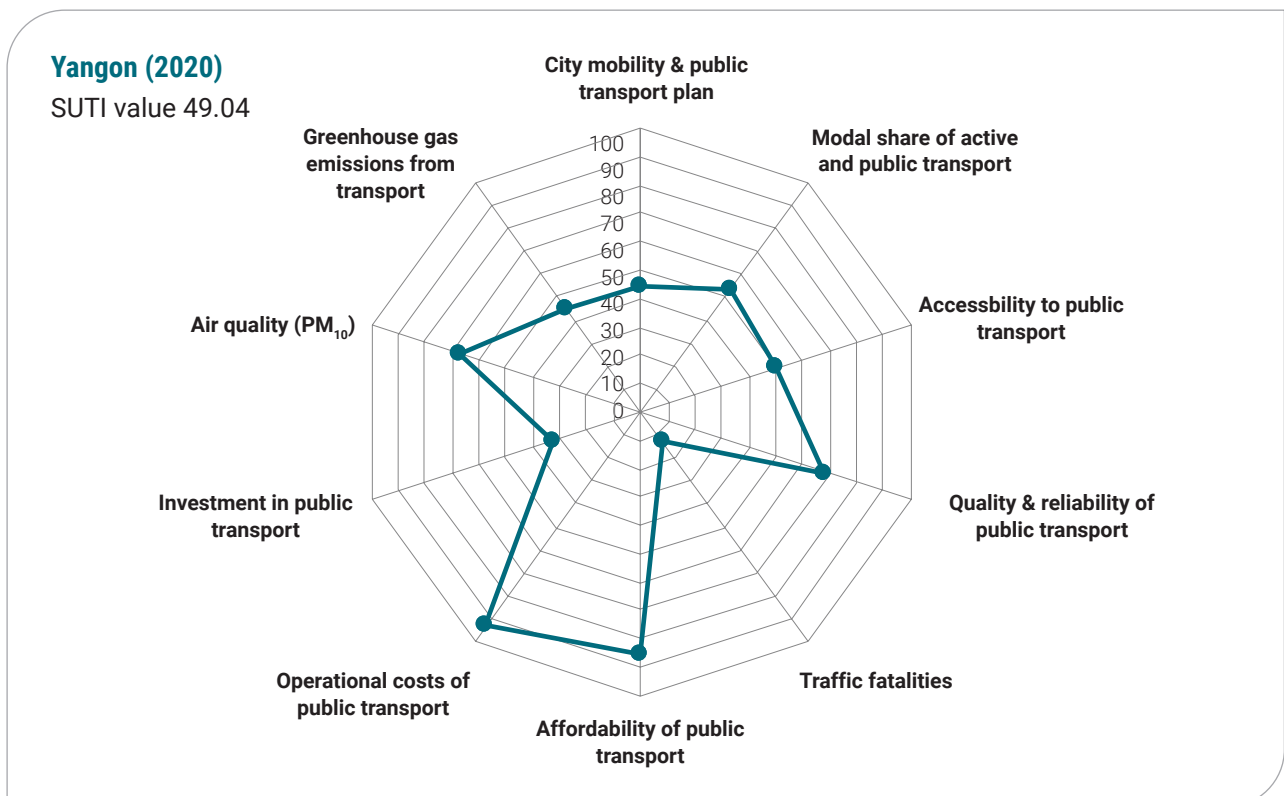 Yangon (2020)
SUTI value 49.04
City mobility & public
transport plan
Greenhouse gas
emissions from
transport
Modal share of active
and public transport
100
90
80
70
60
50
40
30
20
10
0
Air quality (PM10)
Accessbility to public
transport
Investment in public
transport
Quality & reliability of
public transport
Operational costs of
public transport
Traffic fatalities
Affordability of public
transport